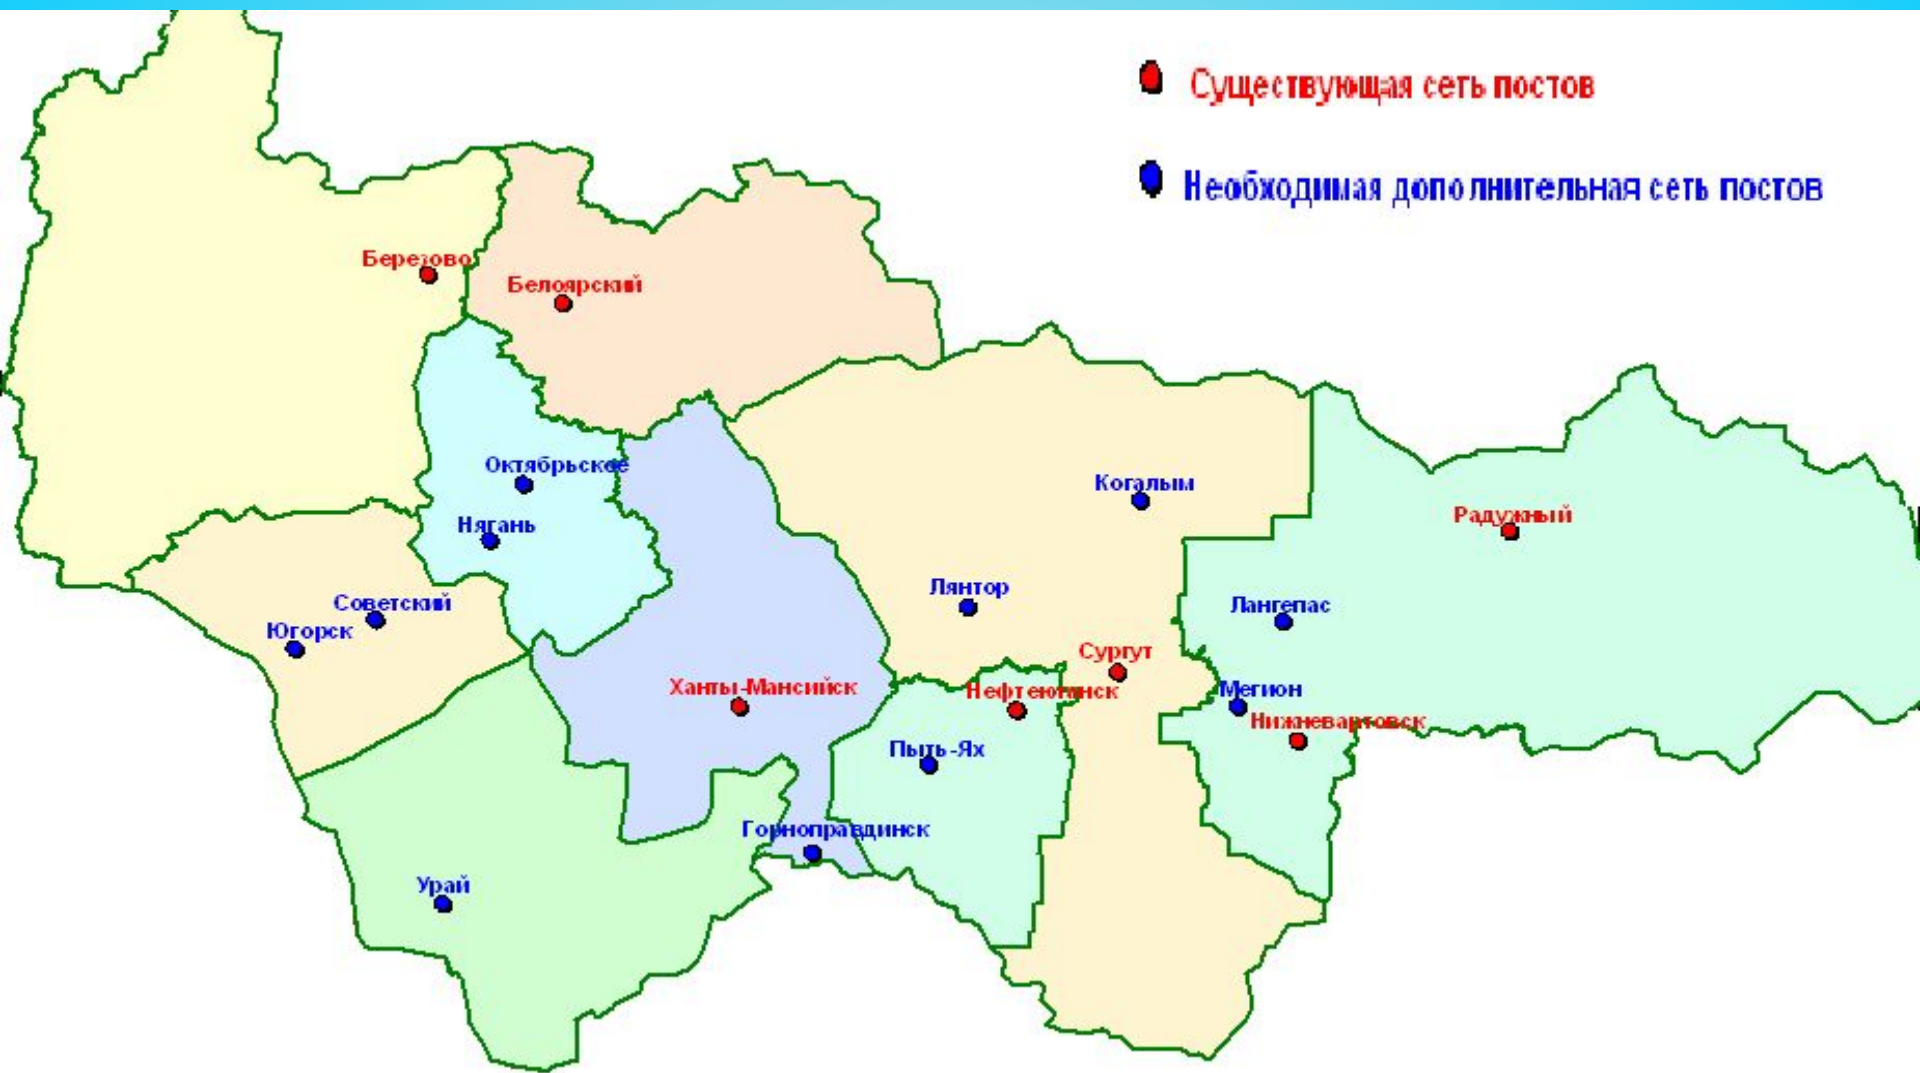 Существующая сеть постов
Необходимая дополнительная сеть постов
Березово
Белоярский
Октябрьское
Когалым
Радужный
Нягань
Лянтор
Советский
Лангепас
Югорск
Сургут
Ханты-Мансийск
Нефтеюганск
Мегион
Нижневартовск
Пыть-Ях
Горноправдинск
Урай